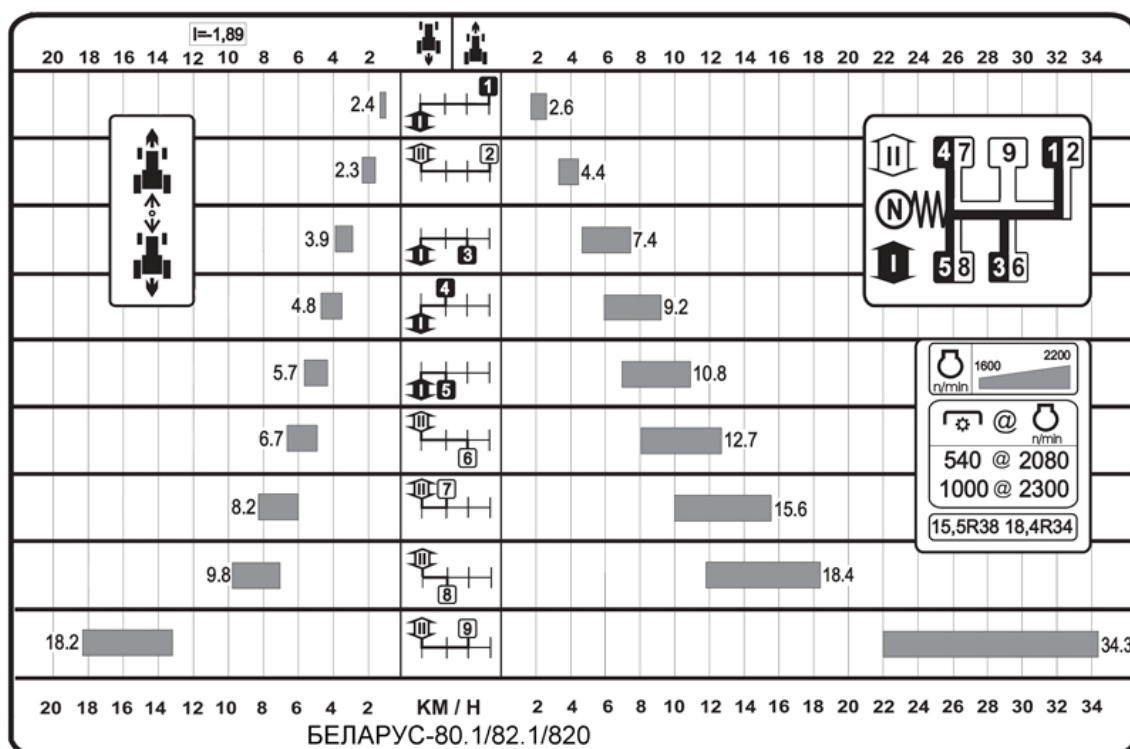 I=-1,89
20 18 16 14 12 10 8 6 4 2 2 4 6 8 10 12 14 16 18 20 22 24 26 28 30 32 34
2.4 I 1 2.6
2.3 II 2 4.4
3.9 I 3 7.4
4.8 I 4 9.2
5.7 I 5 10.8
6.7 II 6 12.7
8.2 II 7 15.6
9.8 II 8 18.4
18.2 II 9 34.3
II 4 7 9 1 2
N
I 5 8 3 6
1600 2200
n/min
@
n/min
540 @ 2080
1000 @ 2300
15,5R38 18,4R34
20 18 14 12 10 8 6 4 2 KM / H 2 4 6 8 10 12 14 16 18 20 22 24 26 28 30 32 34
БЕЛАРУС-80.1/82.1/820